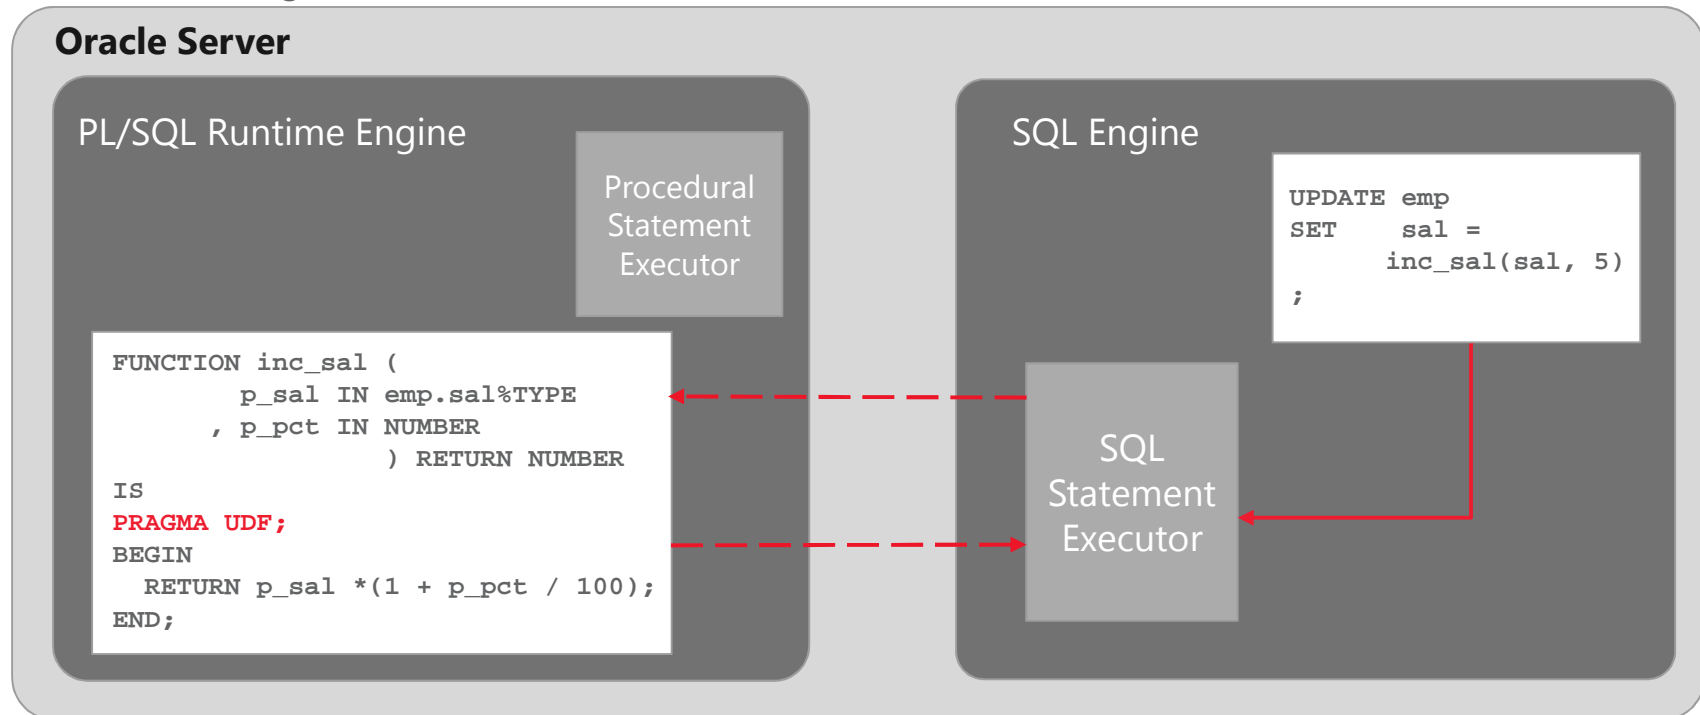 Oracle Server
PL/SQL Runtime Engine
Procedural
Statement
Executor
FUNCTION inc_sal (
p_sal IN emp.sal%TYPE
, p_pct IN NUMBER
) RETURN NUMBER
IS
PRAGMA UDF;
BEGIN
RETURN p_sal *(1 + p_pct / 100);
END;
SQL Engine
UPDATE emp
SET sal =
inc_sal(sal, 5)
;
SQL
Statement
Executor